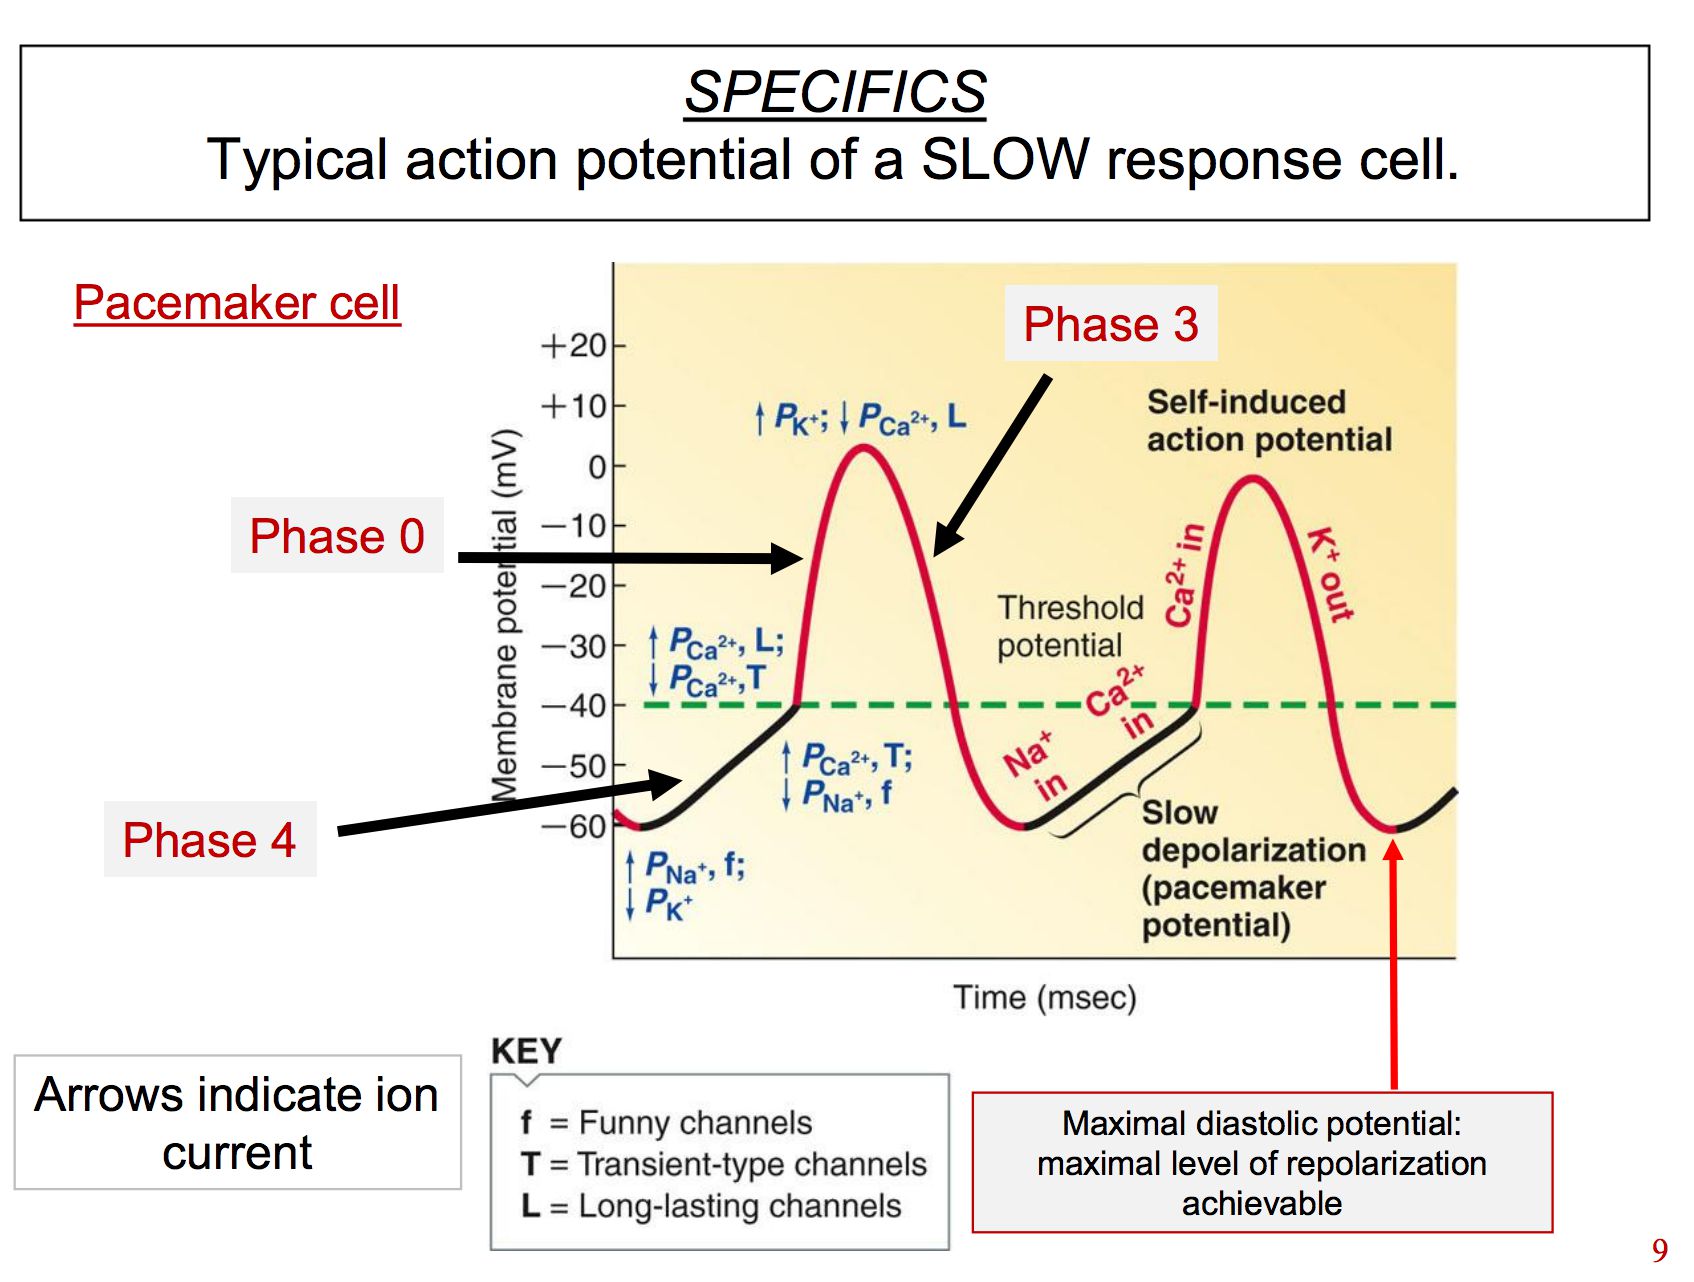 SPECIFICS
Typical action potential of a SLOW response cell.
Pacemaker cell
Phase 3
Phase 0
Phase 4
Membrane potential (mV)
+20
+10
0
−10
−20
−30
−40
−50
−60
↑ PK+; ↓ PCa2+, L
Self-induced
action potential
↑ PCa2+, L;
↓ PCa2+,T
Threshold
potential
Ca2+ in
K+ out
↑ PCa2+, T;
↓ PNa+, f
Na+
in
Ca2+
in
↑ PNa+, f;
↓ PK+
Slow
depolarization
(pacemaker
potential)
Time (msec)
Arrows indicate ion
current
KEY
f = Funny channels
T = Transient-type channels
L = Long-lasting channels
Maximal diastolic potential:
maximal level of repolarization
achievable
9